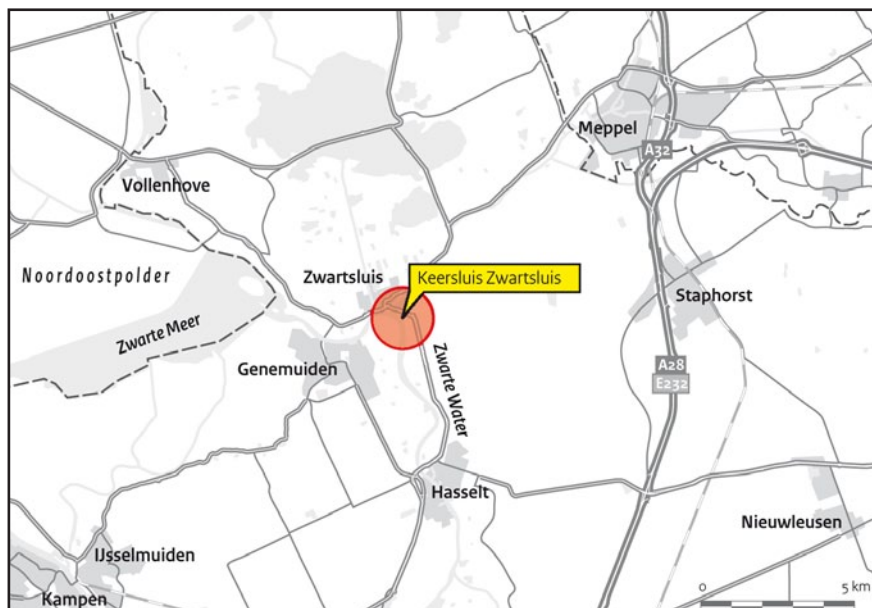 Meppel
A32
Vollenhove
Noordoostpolder
Zwartsluis
Keersluis Zwartsluis
Staphorst
Zwarte Meer
Genemuiden
Zwarte Water
A28
E232
Hasselt
Nieuwleusen
IJsselmuiden
Kampen
0 5 km